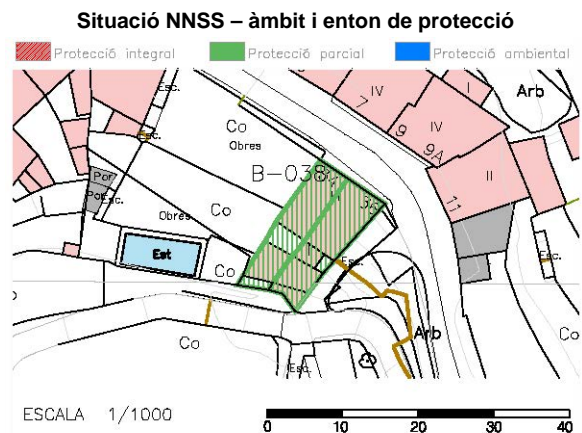 Situació NNSS – àmbit i enton de protecció
Protecció integral Protecció parcial Protecció ambiental
Esc.
IV
I
Arb
7
Co
Esc.
IV
Obres
9
9A
B-038
II
Por
Por
Esc.
Obres
Co
11
Est
Esc.
Esc.
Co
Co
Arb
Co
Co
Esc.
ESCALA 1/1000
0 10 20 30 40